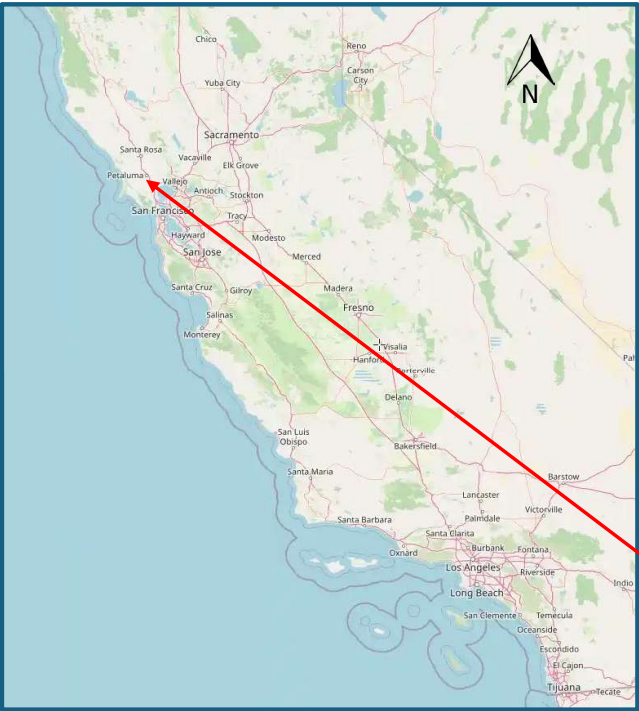 Chico
Reno
Carson
City
Yuba City
Sacramento
Santa Rosa
Vacaville
Elk Grove
Petaluma
Vallejo
Antioch
Stockton
San Francisco
Tracy
Hayward
Modesto
San Jose
Merced
Santa Cruz
Gilroy
Madera
Salinas
Fresno
Monterey
Visalia
Hanford
Porterville
Delano
San Luis
Obispo
Bakersfield
Santa Maria
Barstow
Lancaster
Victorville
Santa Barbara
Palmdale
Santa Clarita
Oxnard
Burbank
Fontana
Los Angeles
Riverside
Indio
Long Beach
San Clemente
Temecula
Oceanside
Escondido
El Cajon
Tijuana
Tecate
N
Pah